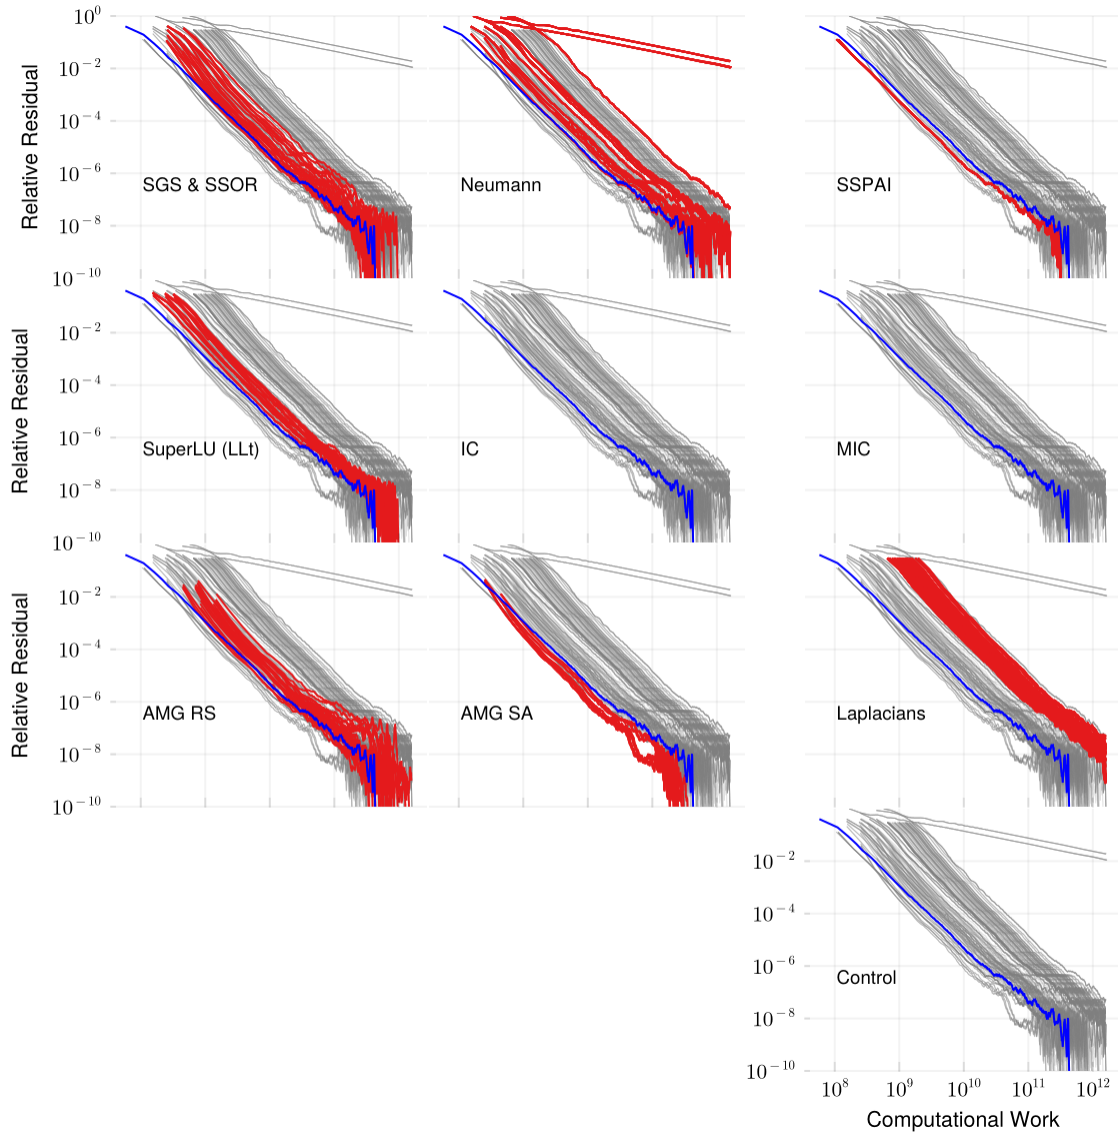 Relative Residual
10^0
10^−2
10^−4
10^−6
10^−8
10^−10
SGS & SSOR
Neumann
SSPAI
Relative Residual
10^−2
10^−4
10^−6
10^−8
10^−10
SuperLU (LLt)
IC
MIC
Relative Residual
10^−2
10^−4
10^−6
10^−8
10^−10
AMG RS
AMG SA
Laplacians
10^−2
10^−4
10^−6
10^−8
10^−10
Control
10^8 10^9 10^10 10^11 10^12
Computational Work